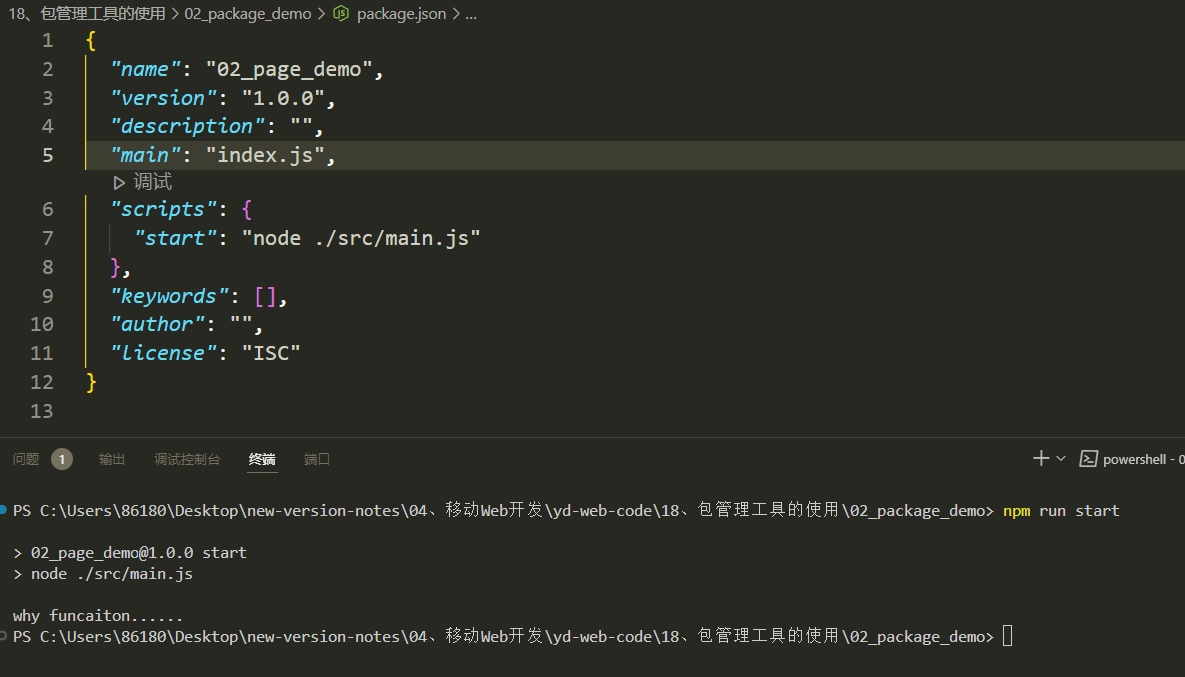 18、包管理工具的使用 > 02_package_demo > package.json > ...
1 {
2 "name": "02_page_demo",
3 "version": "1.0.0",
4 "description": "",
5 "main": "index.js",
调试
6 "scripts": {
7 "start": "node ./src/main.js"
8 },
9 "keywords": [],
10 "author": "",
11 "license": "ISC"
12 }
13
问题 1 输出 调试控制台 终端 端口 powershell - 0
PS C:\Users\86180\Desktop\new-version-notes\04、移动Web开发\yd-web-code\18、包管理工具的使用\02_package_demo> npm run start
> 02_page_demo@1.0.0 start
> node ./src/main.js
why funcaiton......
PS C:\Users\86180\Desktop\new-version-notes\04、移动Web开发\yd-web-code\18、包管理工具的使用\02_package_demo>